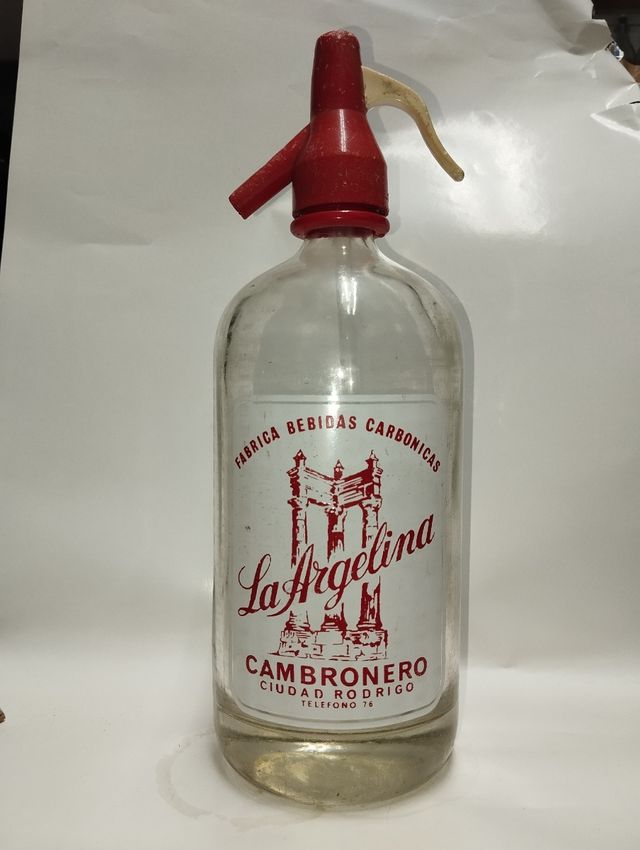 FABRICA BEBIDAS CARBONICAS
La Argelina
CAMBRONERO
CIUDAD RODRIGO
TELEFONO 76